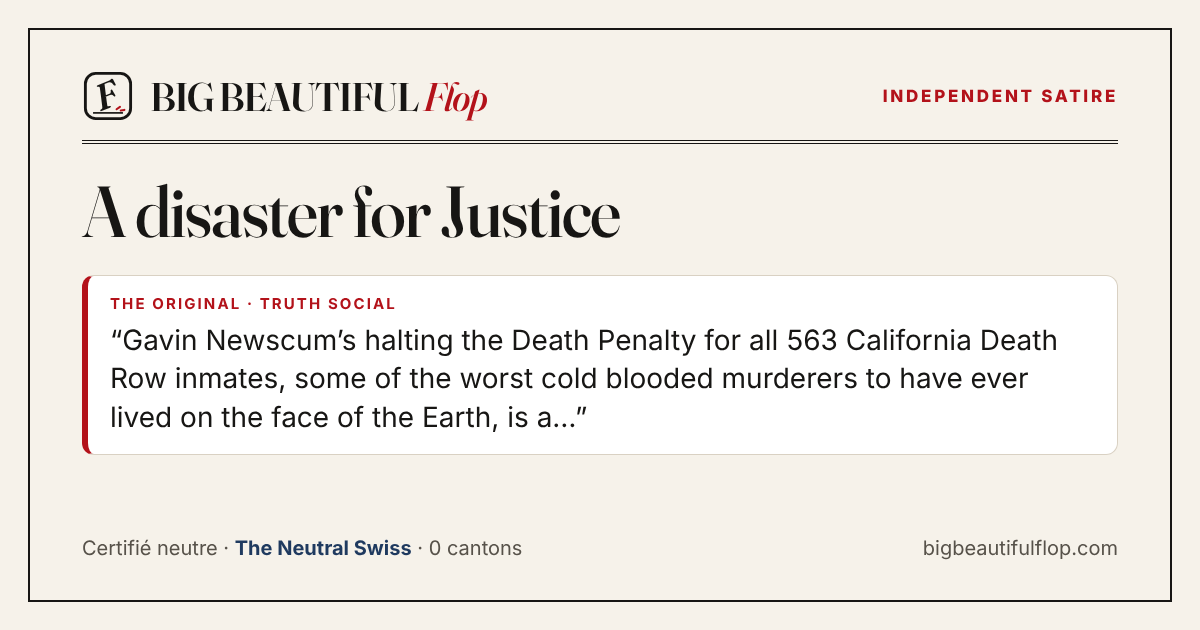 F
BIG BEAUTIFUL Flop
INDEPENDENT SATIRE
A disaster for Justice
THE ORIGINAL · TRUTH SOCIAL
“Gavin Newscum’s halting the Death Penalty for all 563 California Death
Row inmates, some of the worst cold blooded murderers to have ever
lived on the face of the Earth, is a…”
Certifié neutre · The Neutral Swiss · 0 cantons
bigbeautifulflop.com